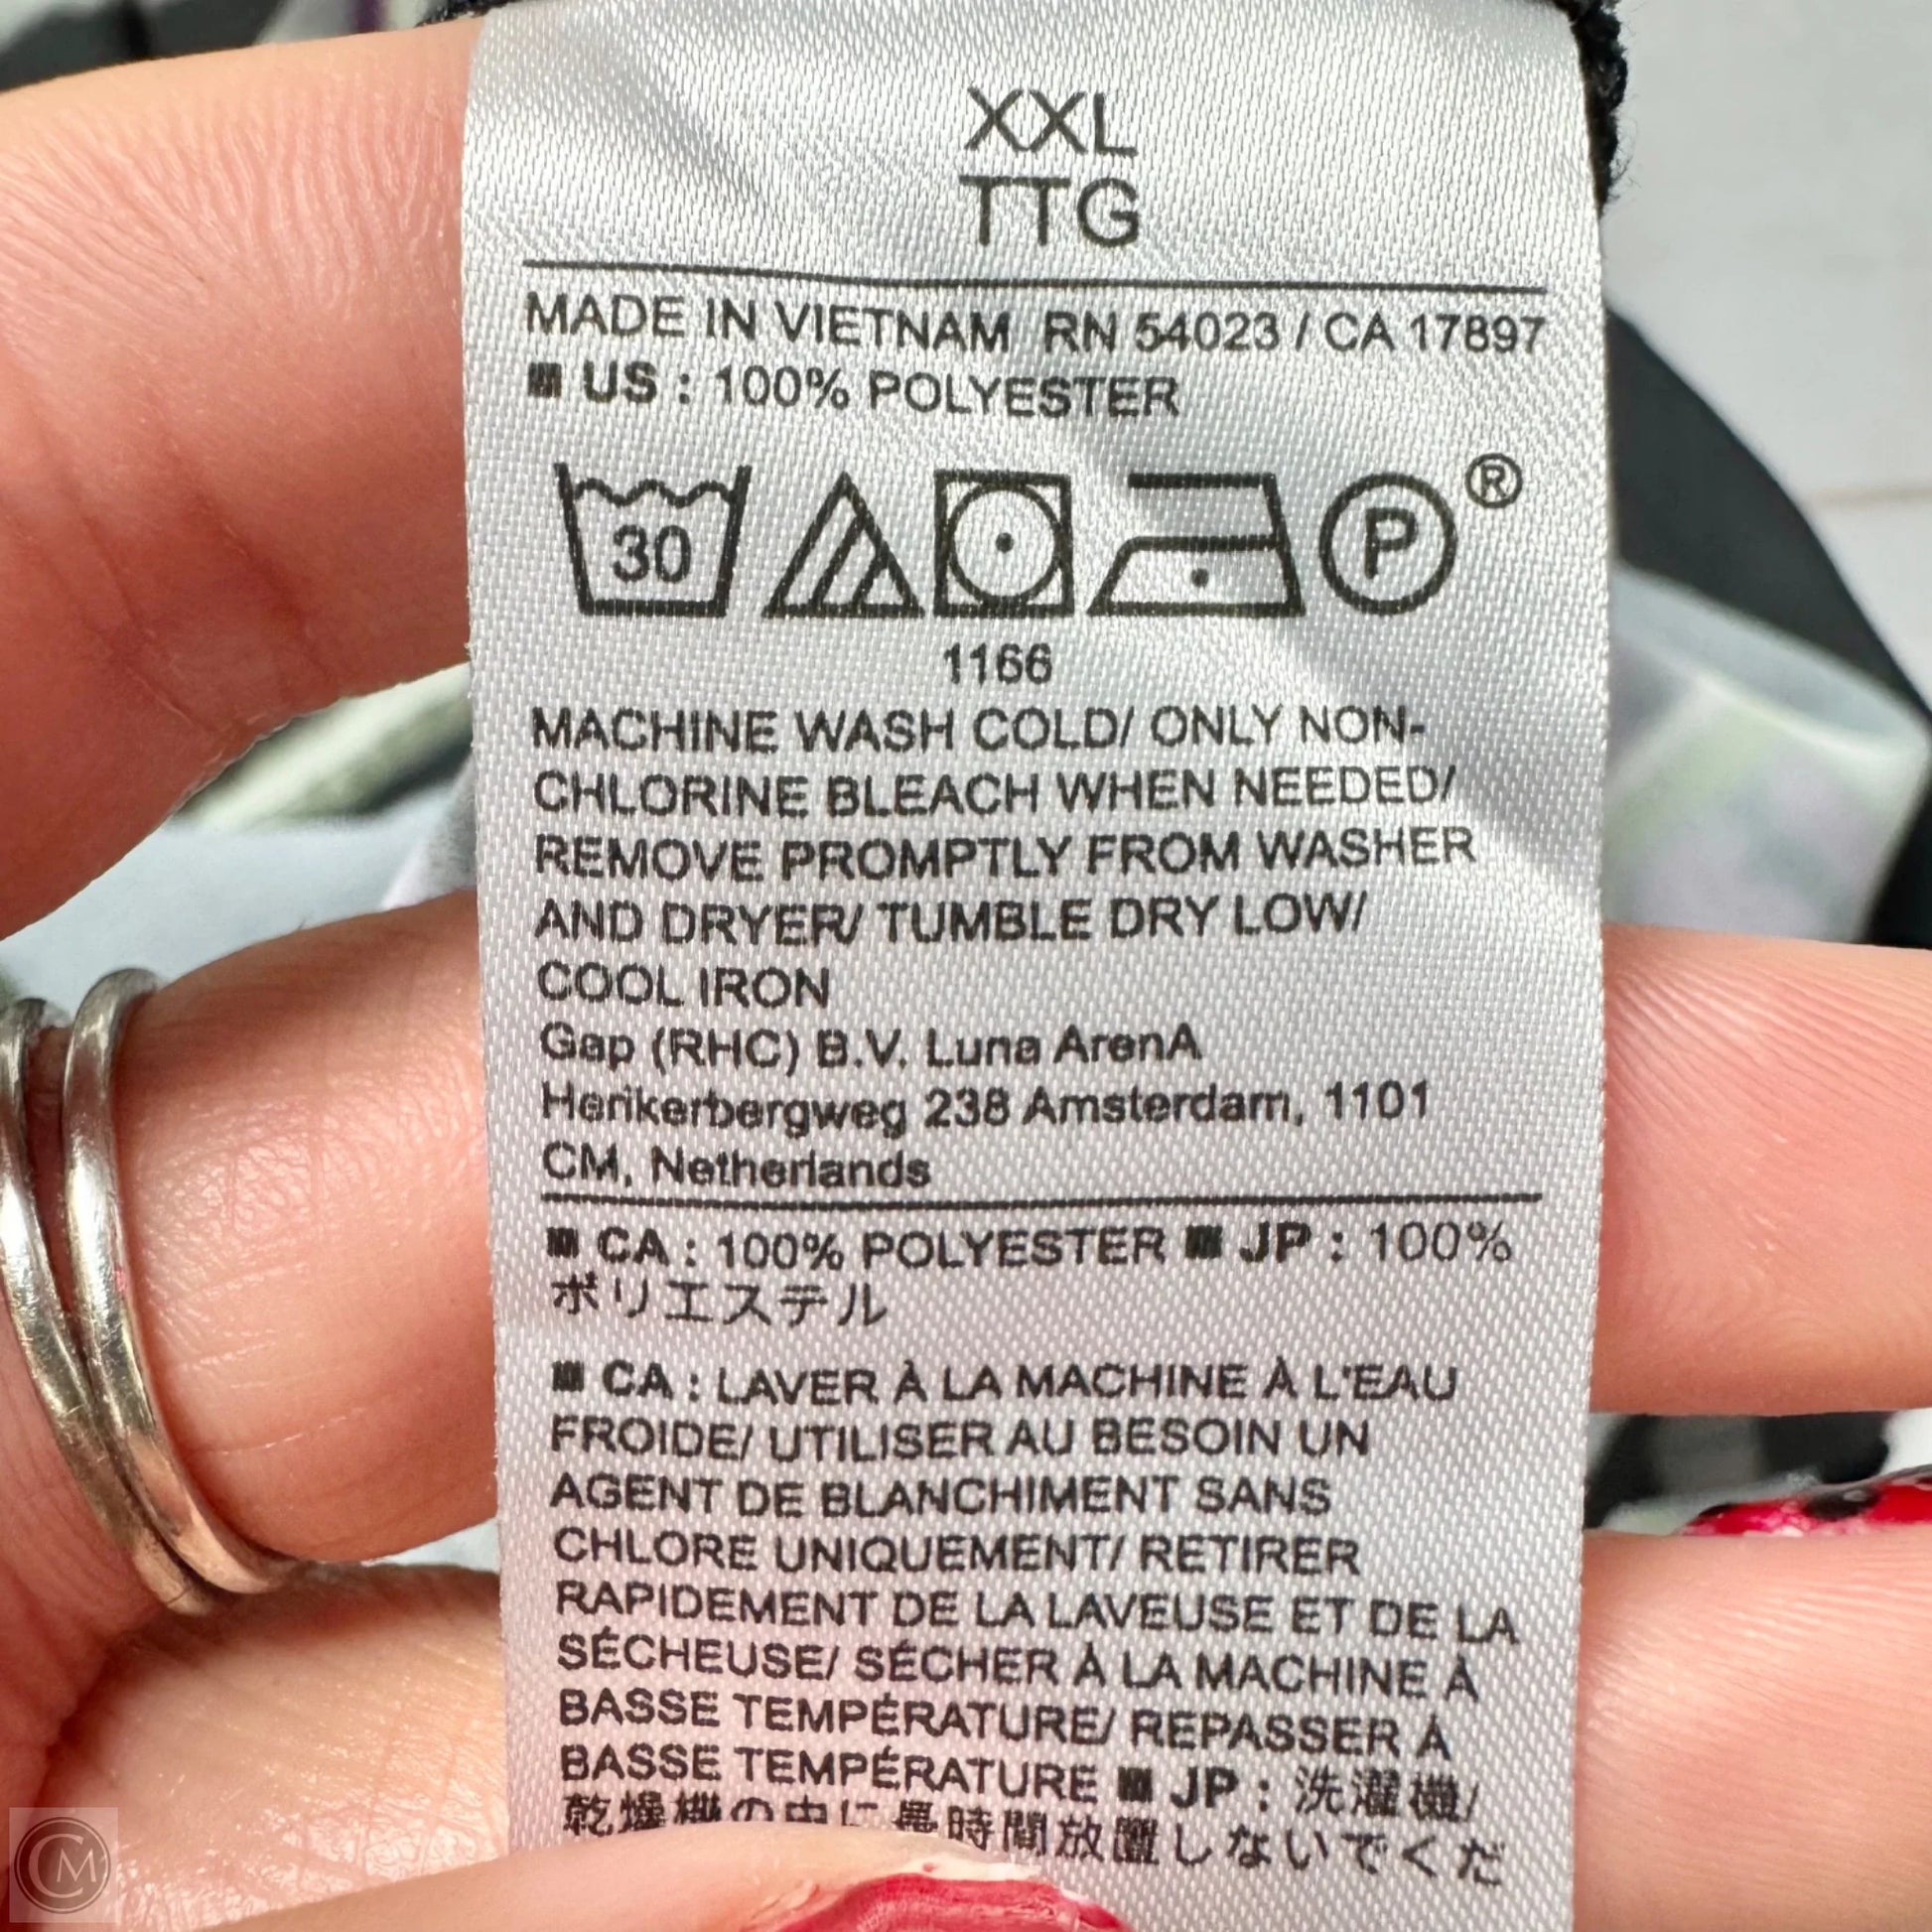 XXL
TTG
MADE IN VIETNAM RN 54023 / CA 17897
US : 100% POLYESTER
30 P ®
1166
MACHINE WASH COLD/ ONLY NON-
CHLORINE BLEACH WHEN NEEDED/
REMOVE PROMPTLY FROM WASHER
AND DRYER/ TUMBLE DRY LOW/
COOL IRON
Gap (RHC) B.V. Luna ArenA
Herikerbergweg 238 Amsterdam, 1101
CM, Netherlands
CA : 100% POLYESTER JP : 100%
ポリエステル
CA : LAVER À LA MACHINE À L'EAU
FROIDE/ UTILISER AU BESOIN UN
AGENT DE BLANCHIMENT SANS
CHLORE UNIQUEMENT/ RETIRER
RAPIDEMENT DE LA LAVEUSE ET DE LA
SÉCHEUSE/ SÉCHER À LA MACHINE À
BASSE TEMPÉRATURE/ REPASSER À
BASSE TEMPÉRATURE JP : 洗濯機/
乾燥機の中に長時間放置しないでくだ
CM